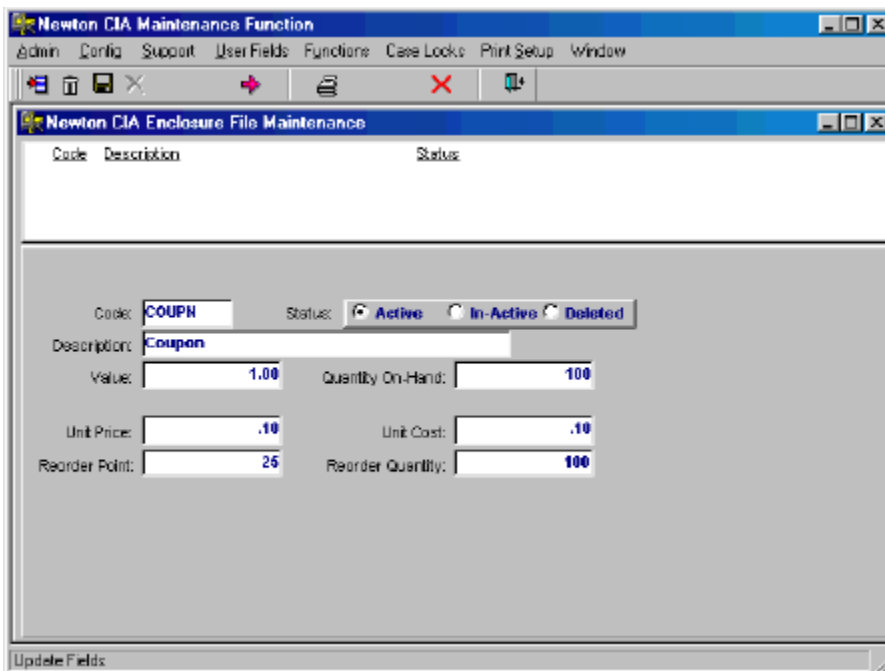 Newton CIA Maintenance Function
Admin Config Support User Fields Functions Case Locks Print Setup Window
Newton CIA Enclosure File Maintenance
Code Description Status
Code: COUPN Status: Active In-Active Deleted
Description: Coupon
Value: 1.00 Quantity On-Hand: 100
Unit Price: .10 Unit Cost: .10
Reorder Point: 25 Reorder Quantity: 100
Update Fields